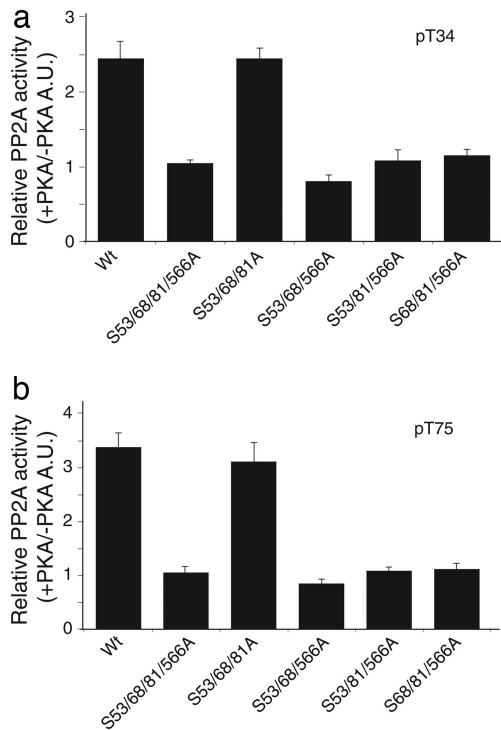 a
pT34
Relative PP2A activity
(+PKA/-PKA A.U.)
3
2
1
0
Wt
S53/68/81/566A
S53/68/81A
S53/68/566A
S53/81/566A
S68/81/566A
b
pT75
Relative PP2A activity
(+PKA/-PKA A.U.)
4
3
2
1
0
Wt
S53/68/81/566A
S53/68/81A
S53/68/566A
S53/81/566A
S68/81/566A